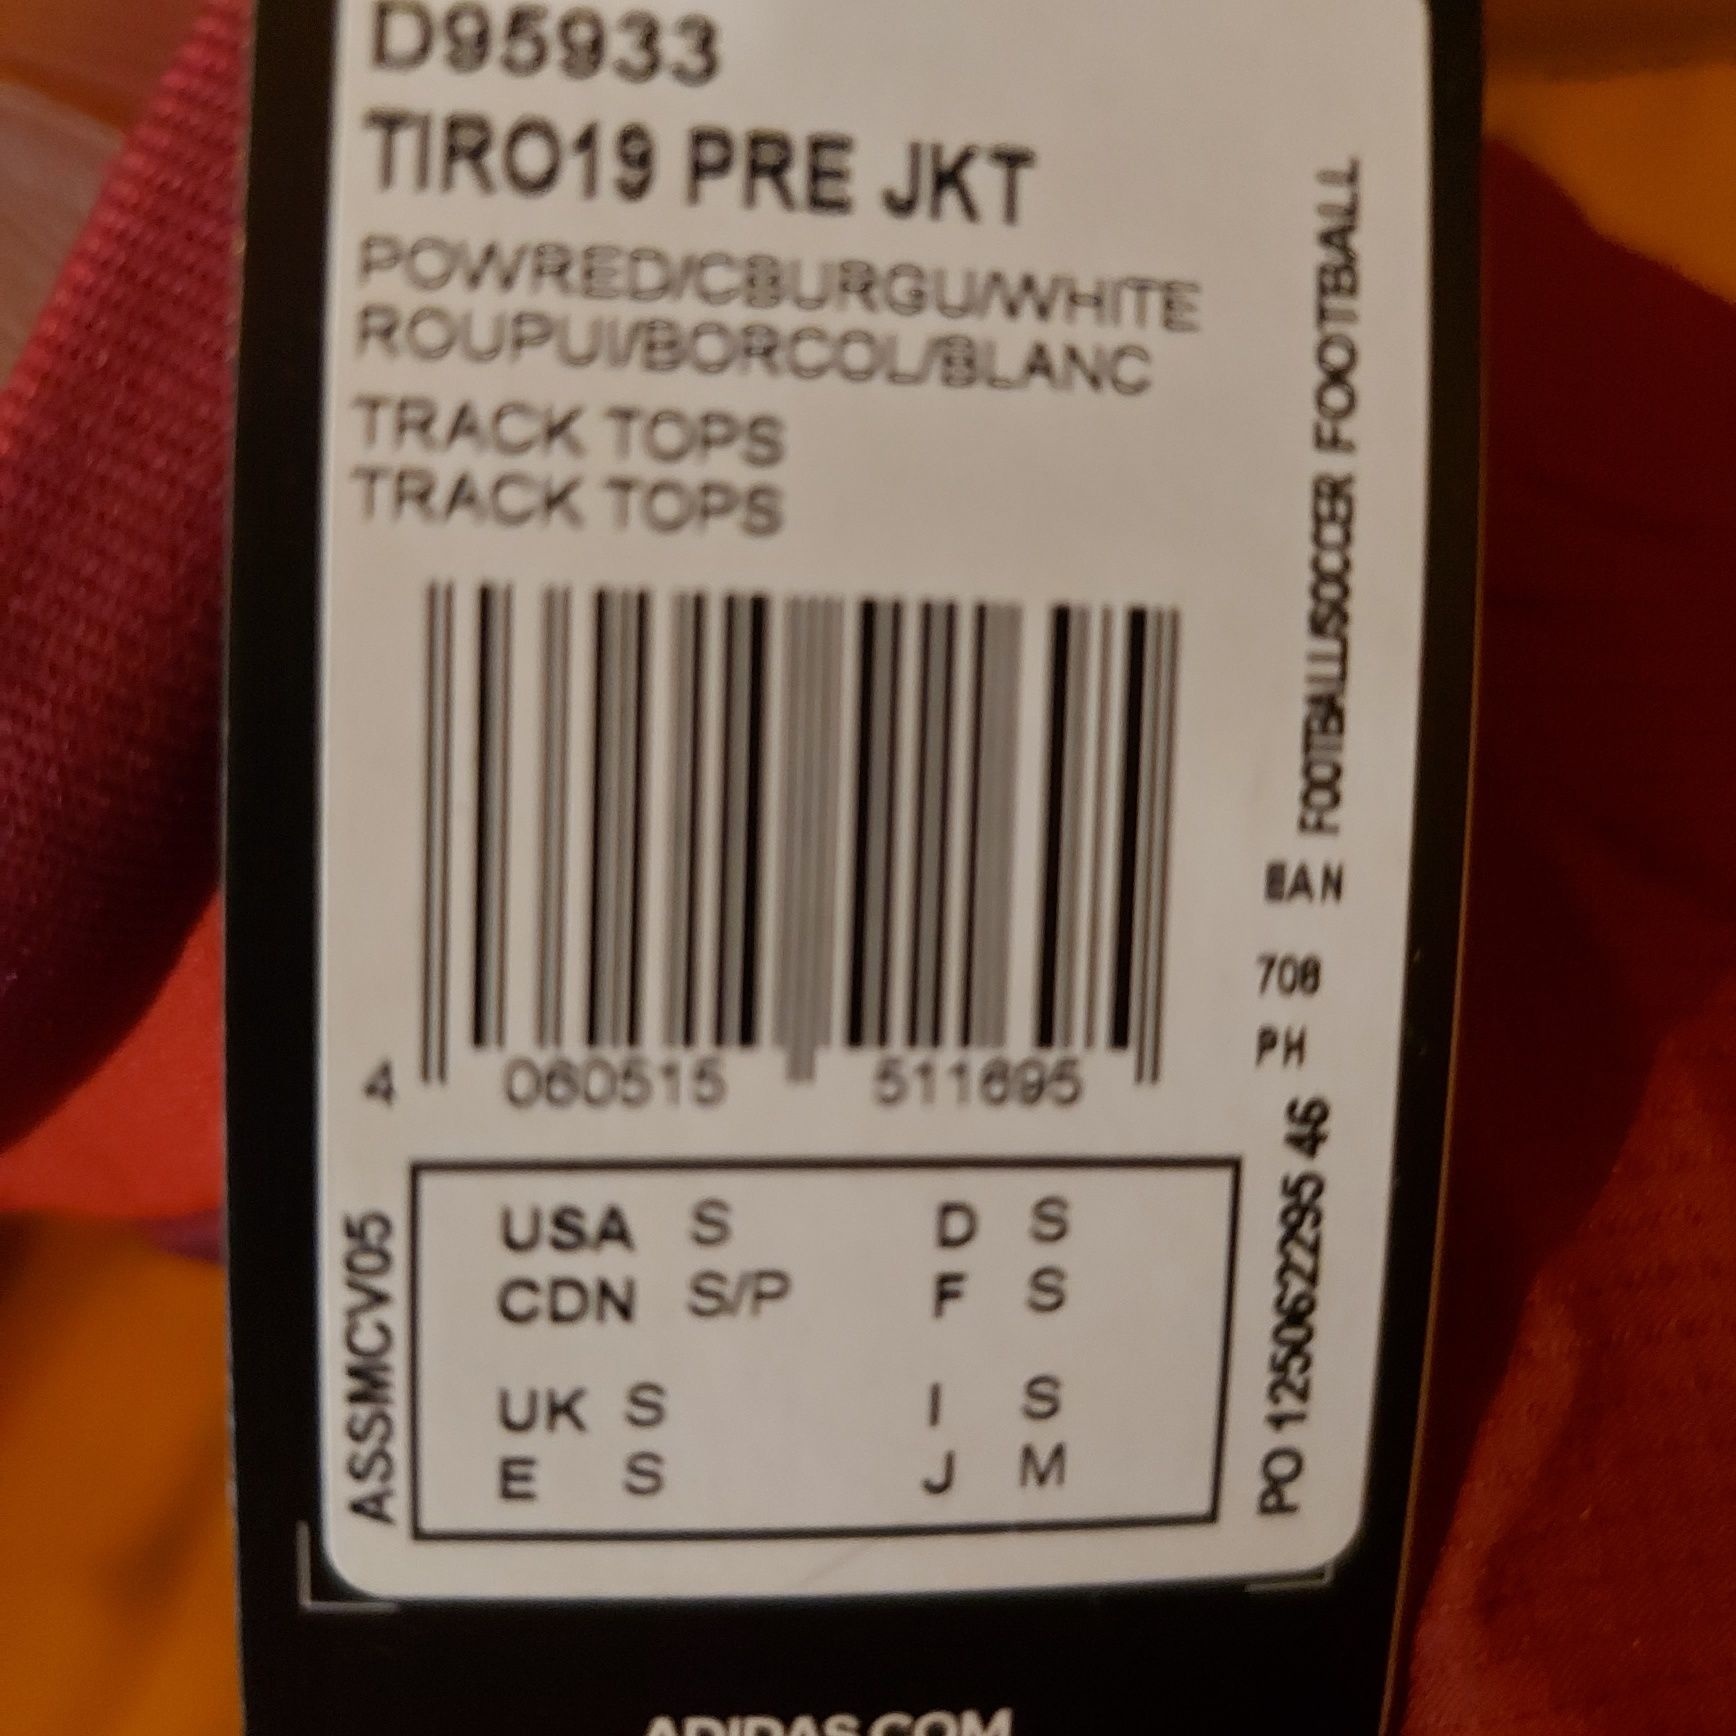 D95933
TIRO19 PRE JKT
POWRED/CBURGU/WHITE
ROUPUI/BORCOL/BLANC
TRACK TOPS
TRACK TOPS
4 060515 511695
FOOTBALL/SOCCER FOOTBALL
EAN
708
PH
PO 125062295 46
ASSMCV05
USA S D S
CDN S/P F S
UK S I S
E S J M
ADIDAS.COM